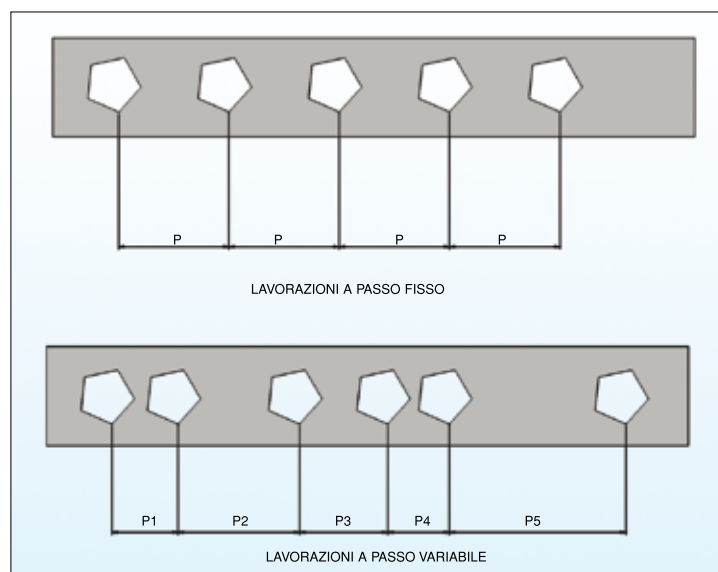 P P P P
LAVORAZIONI A PASSO FISSO
P1 P2 P3 P4 P5
LAVORAZIONI A PASSO VARIABILE